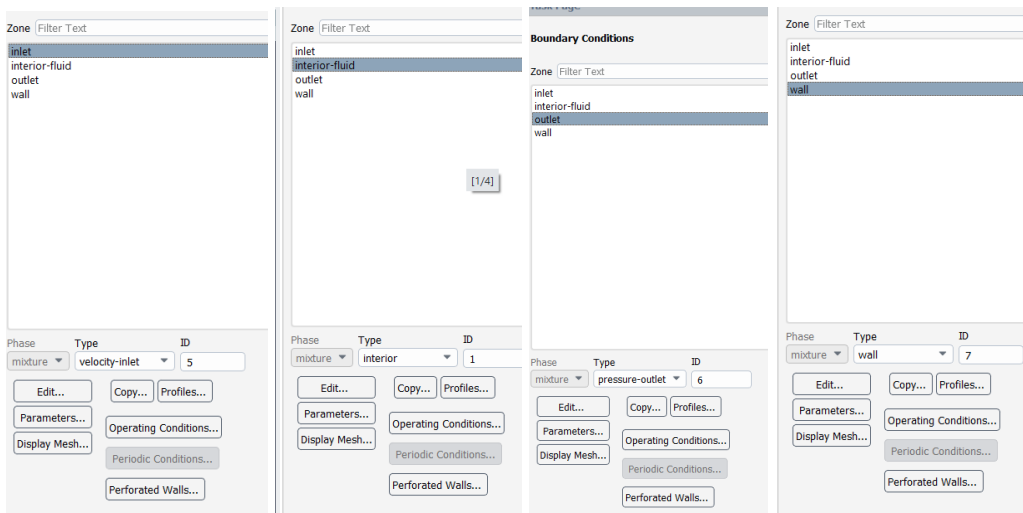 Zone Filter Text
inlet
interior-fluid
outlet
wall
Phase Type ID
mixture velocity-inlet 5
Edit... Copy... Profiles...
Parameters... Operating Conditions...
Display Mesh... Periodic Conditions...
Perforated Walls...
Zone Filter Text
inlet
interior-fluid
outlet
wall
[1/4]
Phase Type ID
mixture interior 1
Edit... Copy... Profiles...
Parameters... Operating Conditions...
Display Mesh... Periodic Conditions...
Perforated Walls...
Task Page
Boundary Conditions
Zone Filter Text
inlet
interior-fluid
outlet
wall
Phase Type ID
mixture pressure-outlet 6
Edit... Copy... Profiles...
Parameters... Operating Conditions...
Display Mesh... Periodic Conditions...
Perforated Walls...
Zone Filter Text
inlet
interior-fluid
outlet
wall
Phase Type ID
mixture wall 7
Edit... Copy... Profiles...
Parameters... Operating Conditions...
Display Mesh... Periodic Conditions...
Perforated Walls...